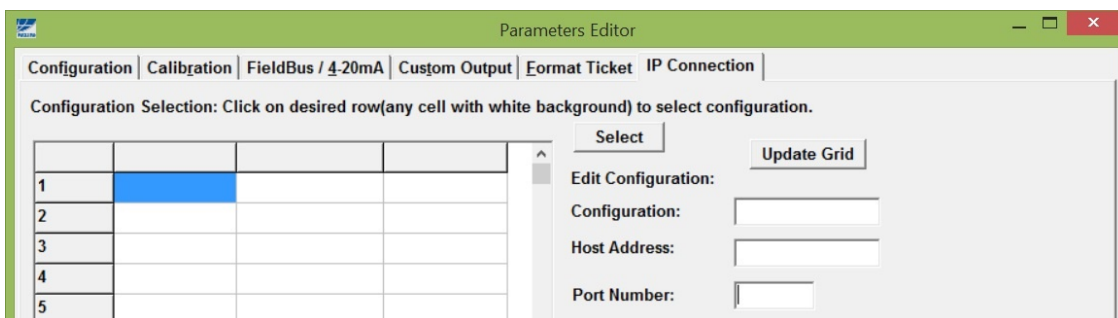 Parameters Editor
Configuration Calibration FieldBus / 4-20mA Custom Output Format Ticket IP Connection
Configuration Selection: Click on desired row(any cell with white background) to select configuration.
Select
Update Grid
Edit Configuration:
Configuration:
Host Address:
Port Number:
1
2
3
4
5